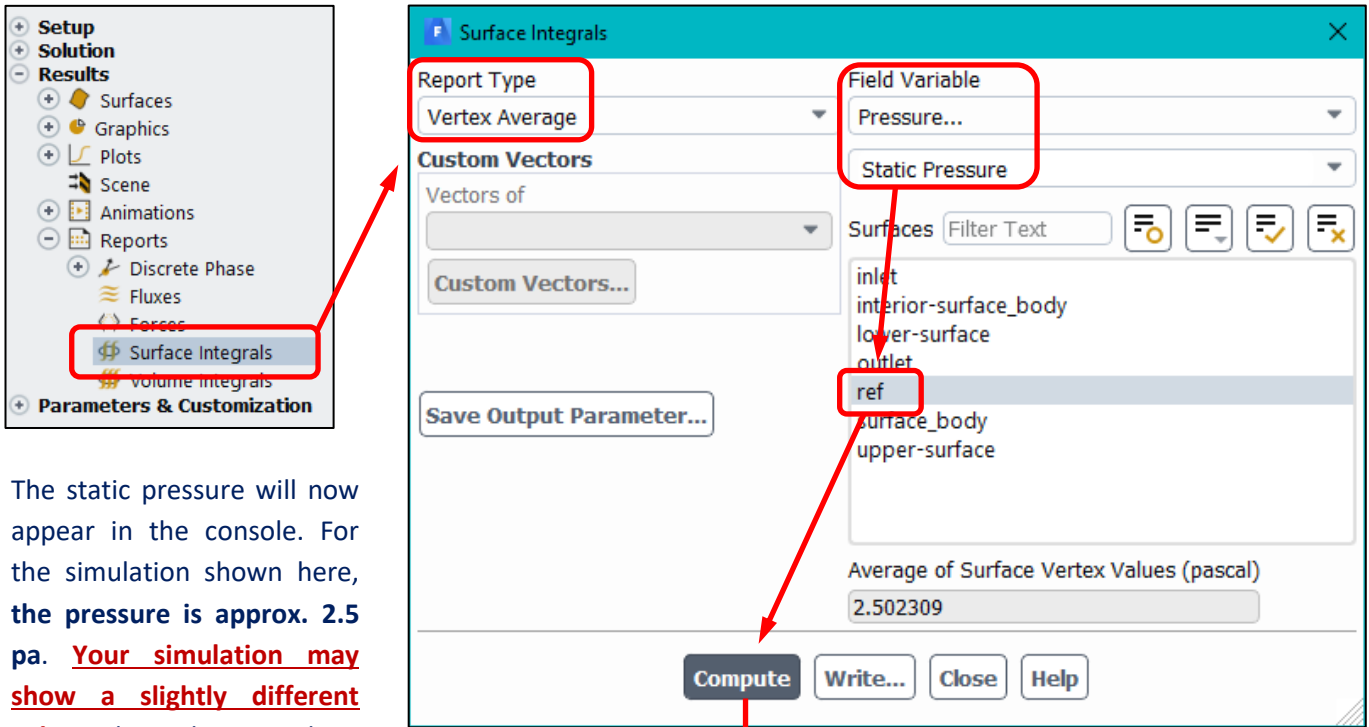 Setup
Solution
Results
Surfaces
Graphics
Plots
Scene
Animations
Reports
Discrete Phase
Fluxes
Forces
Surface Integrals
Volume Integrals
Parameters & Customization
The static pressure will now
appear in the console. For
the simulation shown here,
the pressure is approx. 2.5
pa. Your simulation may
show a slightly different
Surface Integrals
Report Type
Vertex Average
Custom Vectors
Vectors of
Custom Vectors...
Save Output Parameter...
Field Variable
Pressure...
Static Pressure
Surfaces Filter Text
inlet
interior-surface_body
lower-surface
outlet
ref
surface_body
upper-surface
Average of Surface Vertex Values (pascal)
2.502309
Compute Write... Close Help